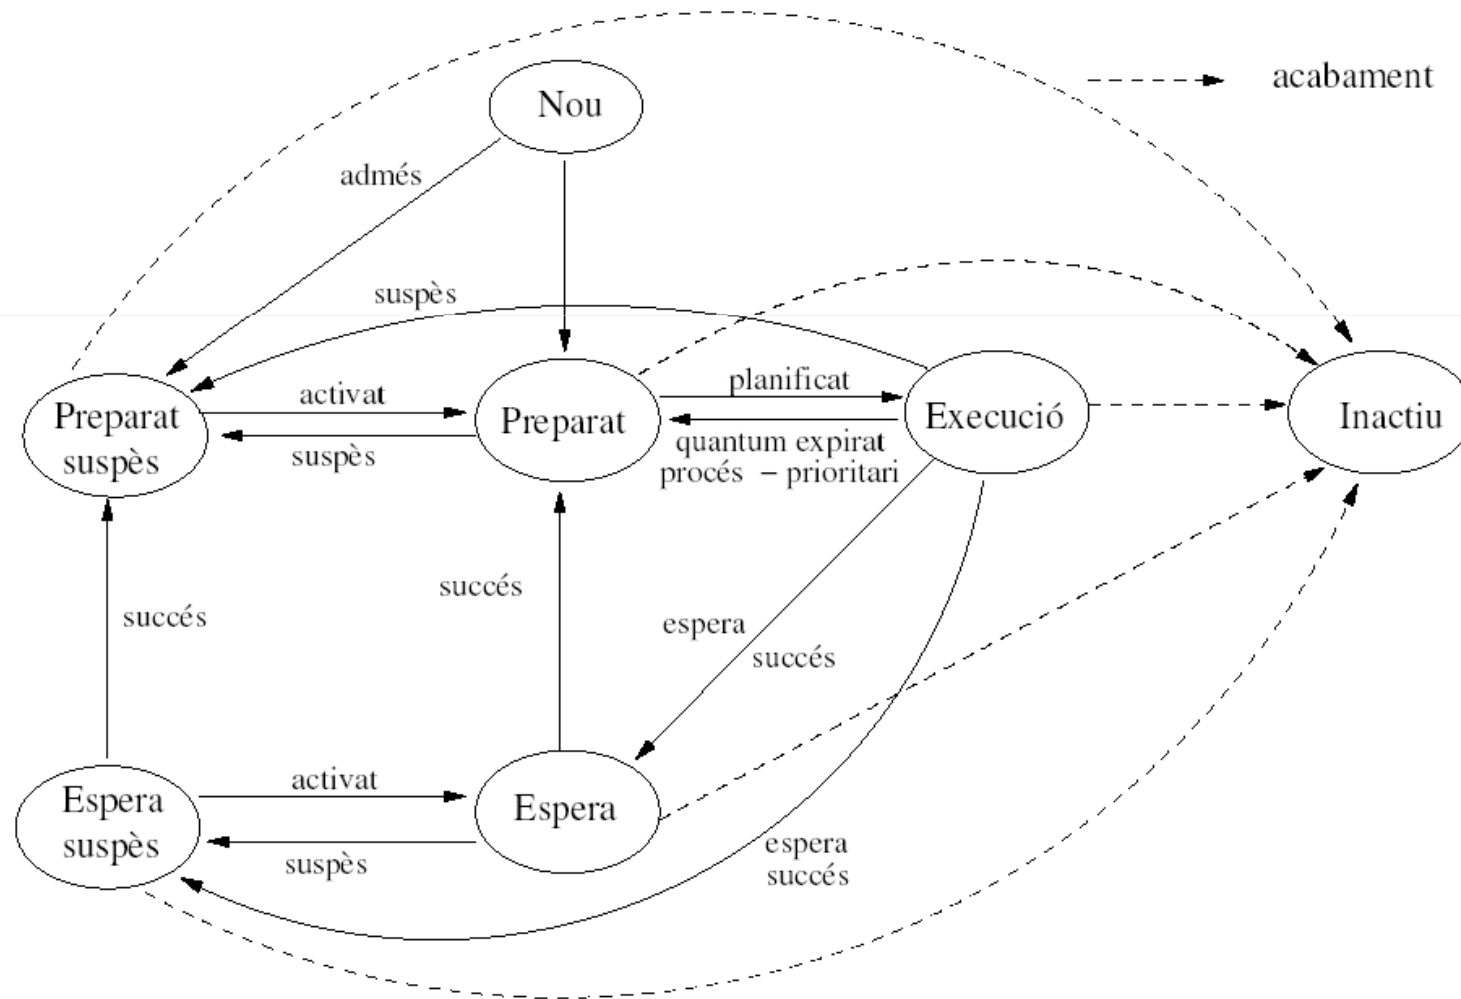 acabament
Nou
admés
suspès
activat
planificat
Preparat
suspès
Preparat
Execució
Inactiu
suspès
quantum expirat
procés – prioritari
succés
succés
espera
succés
activat
Espera
suspès
Espera
suspès
espera
succés